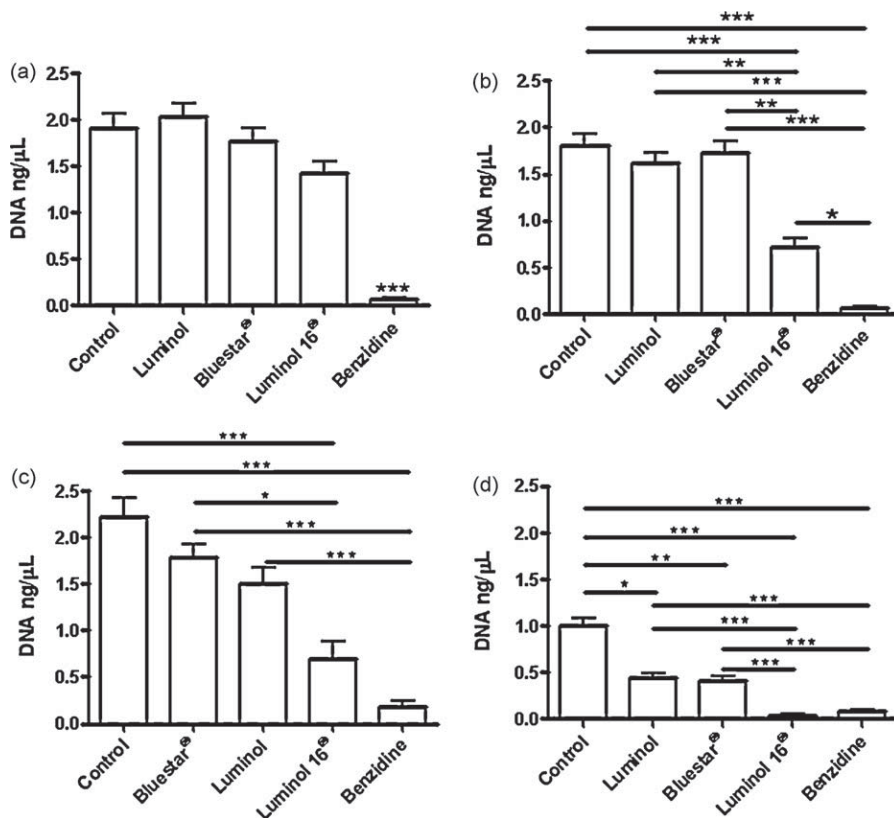 (a)
2.5
2.0
1.5
1.0
0.5
0.0
DNA ng/μL
***
Control
Luminol
Bluestar®
Luminol 16®
Benzidine
(b)
***
***
**
***
**
***
*
2.5
2.0
1.5
1.0
0.5
0.0
DNA ng/μL
Control
Luminol
Bluestar®
Luminol 16®
Benzidine
(c)
***
***
*
***
***
2.5
2.0
1.5
1.0
0.5
0.0
DNA ng/μL
Control
Bluestar®
Luminol
Luminol 16®
Benzidine
(d)
***
***
**
*
***
***
***
***
2.5
2.0
1.5
1.0
0.5
0.0
DNA ng/μL
Control
Luminol
Bluestar®
Luminol 16®
Benzidine